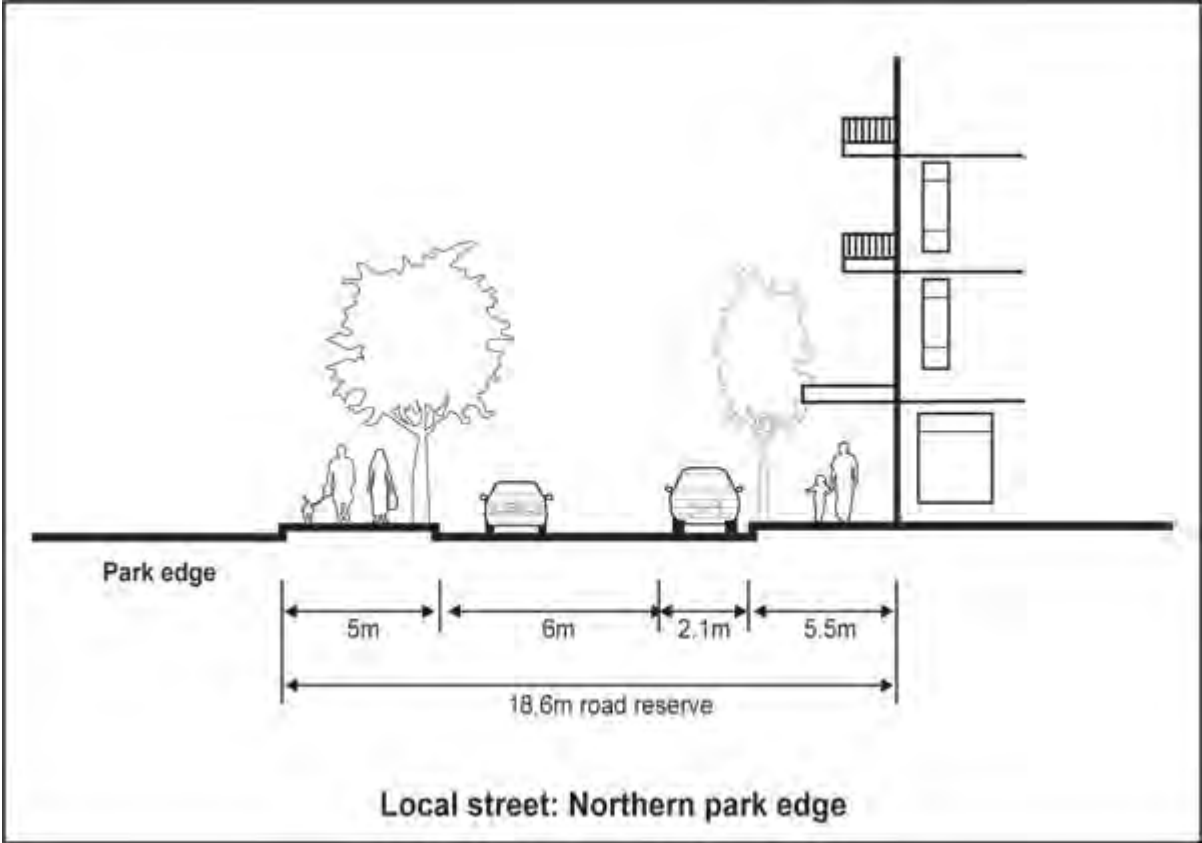 Park edge
5m
6m
2.1m
5.5m
18.6m road reserve
Local street: Northern park edge